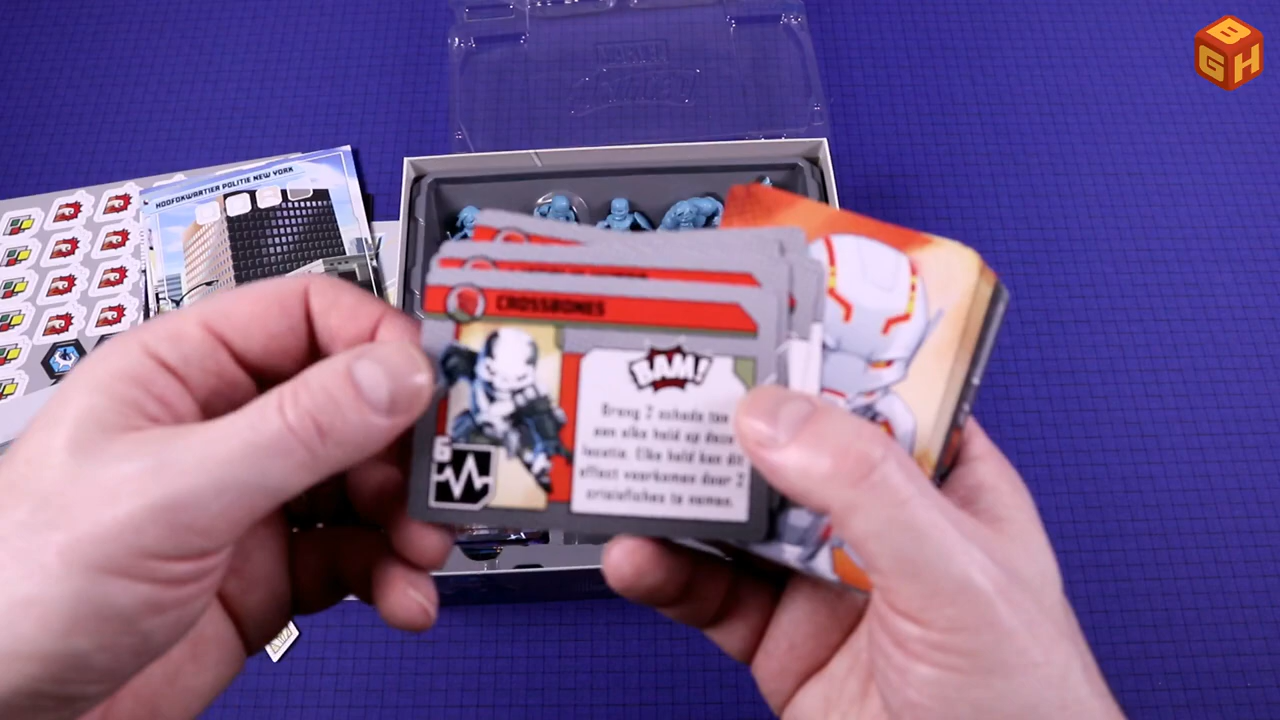 BGH
HOOFDKWARTIER POLITIE NEW YORK
CROSSBONES
BAM!
Breng 2 schade toe
aan elke held op deze
locatie. Elke held kan dit
effect voorkomen door 2
crisisfiches te nemen.
6